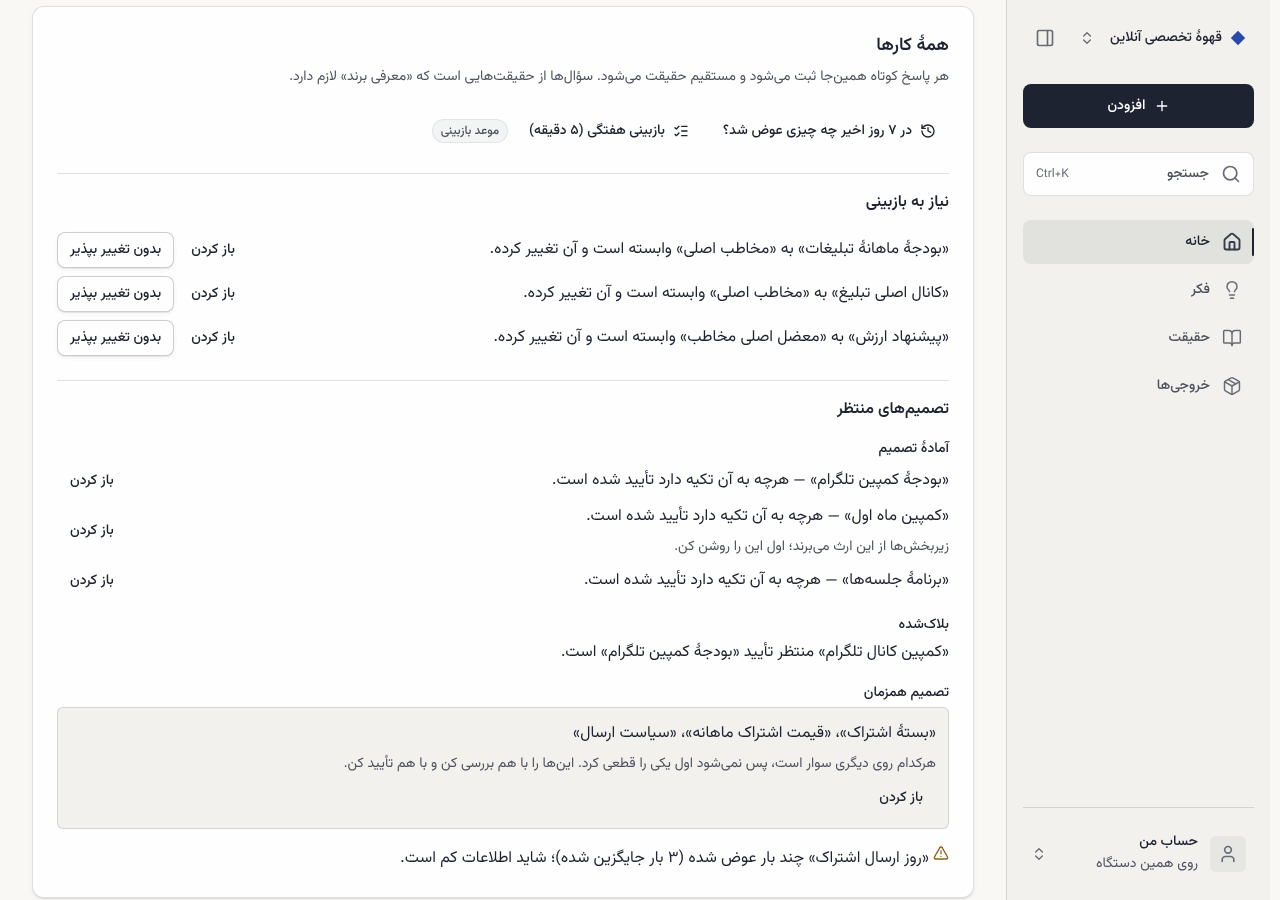 قهوهٔ تخصصی آنلاین
افزودن
جستجو Ctrl+K
خانه
فکر
حقیقت
خروجی‌ها
حساب من
روی همین دستگاه
همهٔ کارها
هر پاسخ کوتاه همین‌جا ثبت می‌شود و مستقیم حقیقت می‌شود. سؤال‌ها از حقیقت‌هایی است که «معرفی برند» لازم دارد.
در ۷ روز اخیر چه چیزی عوض شد؟ بازبینی هفتگی (۵ دقیقه) موعد بازبینی
نیاز به بازبینی
«بودجهٔ ماهانهٔ تبلیغات» به «مخاطب اصلی» وابسته است و آن تغییر کرده. باز کردن بدون تغییر بپذیر
«کانال اصلی تبلیغ» به «مخاطب اصلی» وابسته است و آن تغییر کرده. باز کردن بدون تغییر بپذیر
«پیشنهاد ارزش» به «معضل اصلی مخاطب» وابسته است و آن تغییر کرده. باز کردن بدون تغییر بپذیر
تصمیم‌های منتظر
آمادهٔ تصمیم
«بودجهٔ کمپین تلگرام» — هرچه به آن تکیه دارد تأیید شده است. باز کردن
«کمپین ماه اول» — هرچه به آن تکیه دارد تأیید شده است.
زیربخش‌ها از این ارث می‌برند؛ اول این را روشن کن. باز کردن
«برنامهٔ جلسه‌ها» — هرچه به آن تکیه دارد تأیید شده است. باز کردن
بلاک‌شده
«کمپین کانال تلگرام» منتظر تأیید «بودجهٔ کمپین تلگرام» است.
تصمیم همزمان
«بستهٔ اشتراک»، «قیمت اشتراک ماهانه»، «سیاست ارسال»
هرکدام روی دیگری سوار است، پس نمی‌شود اول یکی را قطعی کرد. این‌ها را با هم بررسی کن و با هم تأیید کن.
باز کردن
«روز ارسال اشتراک» چند بار عوض شده (۳ بار جایگزین شده)؛ شاید اطلاعات کم است.